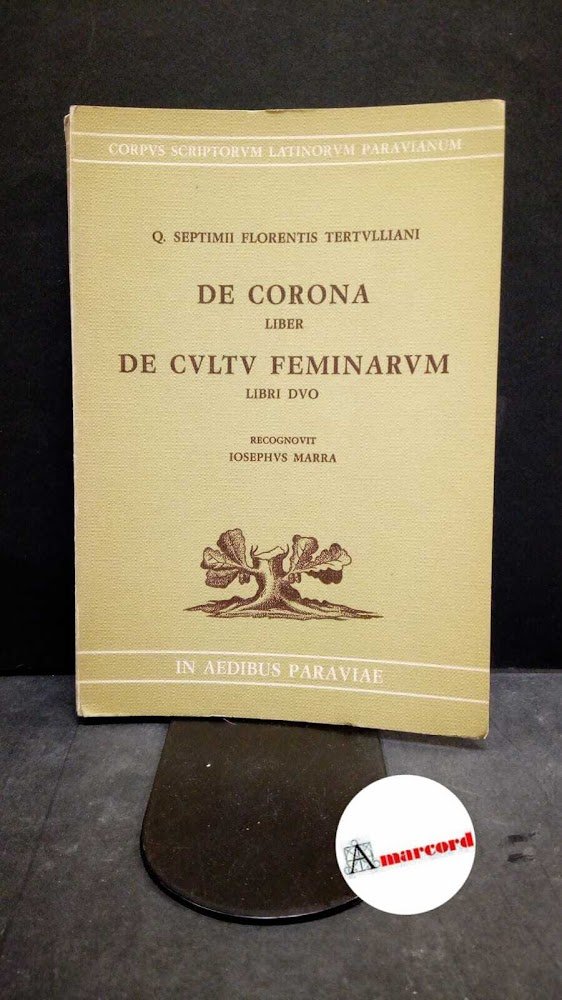 CORPVS SCRIPTORVM LATINORVM PARAVIANVM
Q. SEPTIMII FLORENTIS TERTVLLIANI
DE CORONA
LIBER
DE CVLTV FEMINARVM
LIBRI DVO
RECOGNOVIT
IOSEPHVS MARRA
IN AEDIBUS PARAVIAE
Amarcord